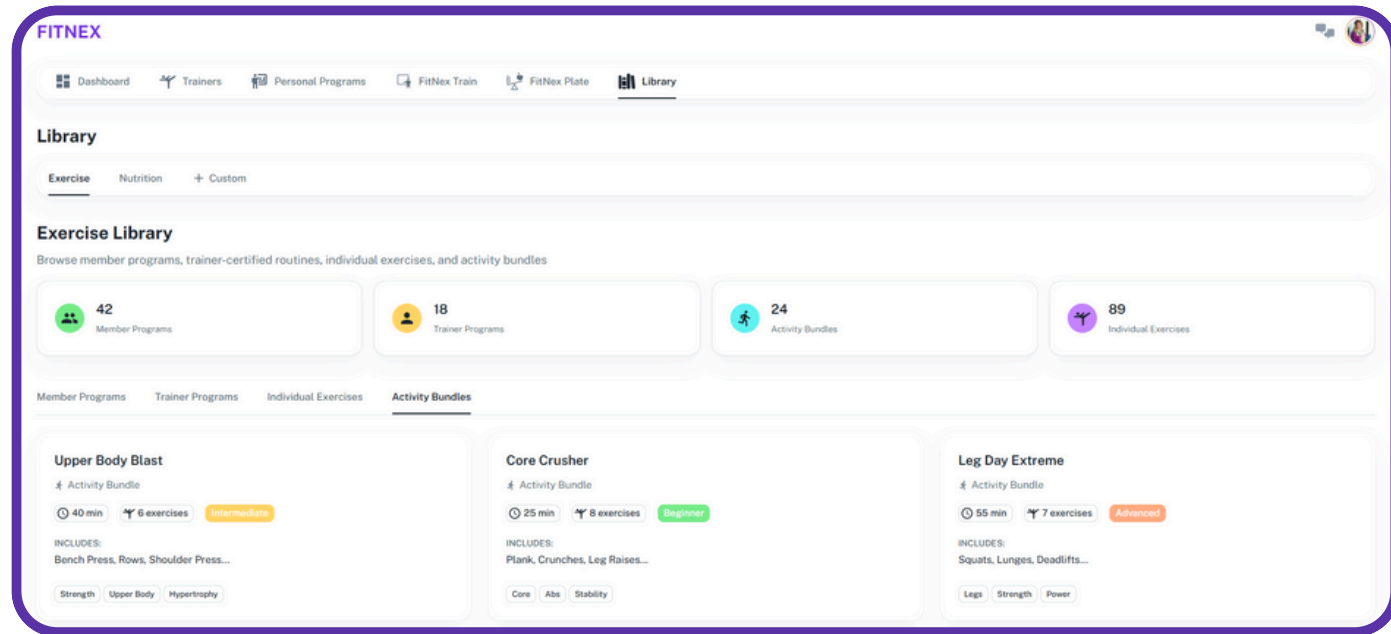 FITNEX
Dashboard Trainers Personal Programs FitNex Train FitNex Plate Library
Library
Exercise Nutrition + Custom
Exercise Library
Browse member programs, trainer-certified routines, individual exercises, and activity bundles
42 18 24 89
Member Programs Trainer Programs Activity Bundles Individual Exercises
Member Programs Trainer Programs Individual Exercises Activity Bundles
Upper Body Blast
Activity Bundle
40 min 6 exercises Intermediate
INCLUDES:
Bench Press, Rows, Shoulder Press...
Strength Upper Body Hypertrophy
Core Crusher
Activity Bundle
25 min 8 exercises Beginner
INCLUDES:
Plank, Crunches, Leg Raises...
Core Abs Stability
Leg Day Extreme
Activity Bundle
55 min 7 exercises Advanced
INCLUDES:
Squats, Lunges, Deadlifts...
Legs Strength Power